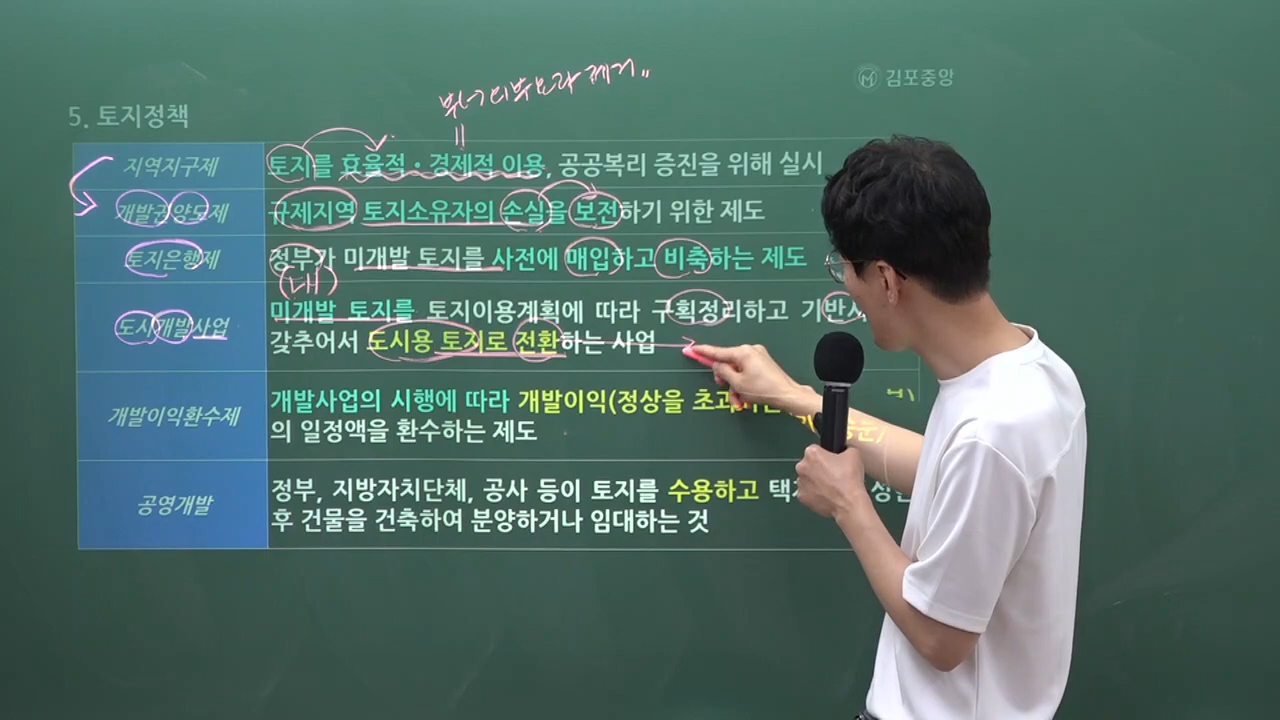 부(-)의 외부효과 제거
김포중앙
5. 토지정책
지역지구제
토지를 효율적·경제적 이용, 공공복리 증진을 위해 실시
개발권양도제
규제지역 토지소유자의 손실을 보전하기 위한 제도
토지은행제
정부가 미개발 토지를 사전에 매입하고 비축하는 제도
도시개발사업
미개발 토지를 토지이용계획에 따라 구획정리하고 기반
갖추어서 도시용 토지로 전환하는 사업
개발이익환수제
개발사업의 시행에 따라 개발이익(정상을 초과
의 일정액을 환수하는 제도
공영개발
정부, 지방자치단체, 공사 등이 토지를 수용하고
후 건물을 건축하여 분양하거나 임대하는 것